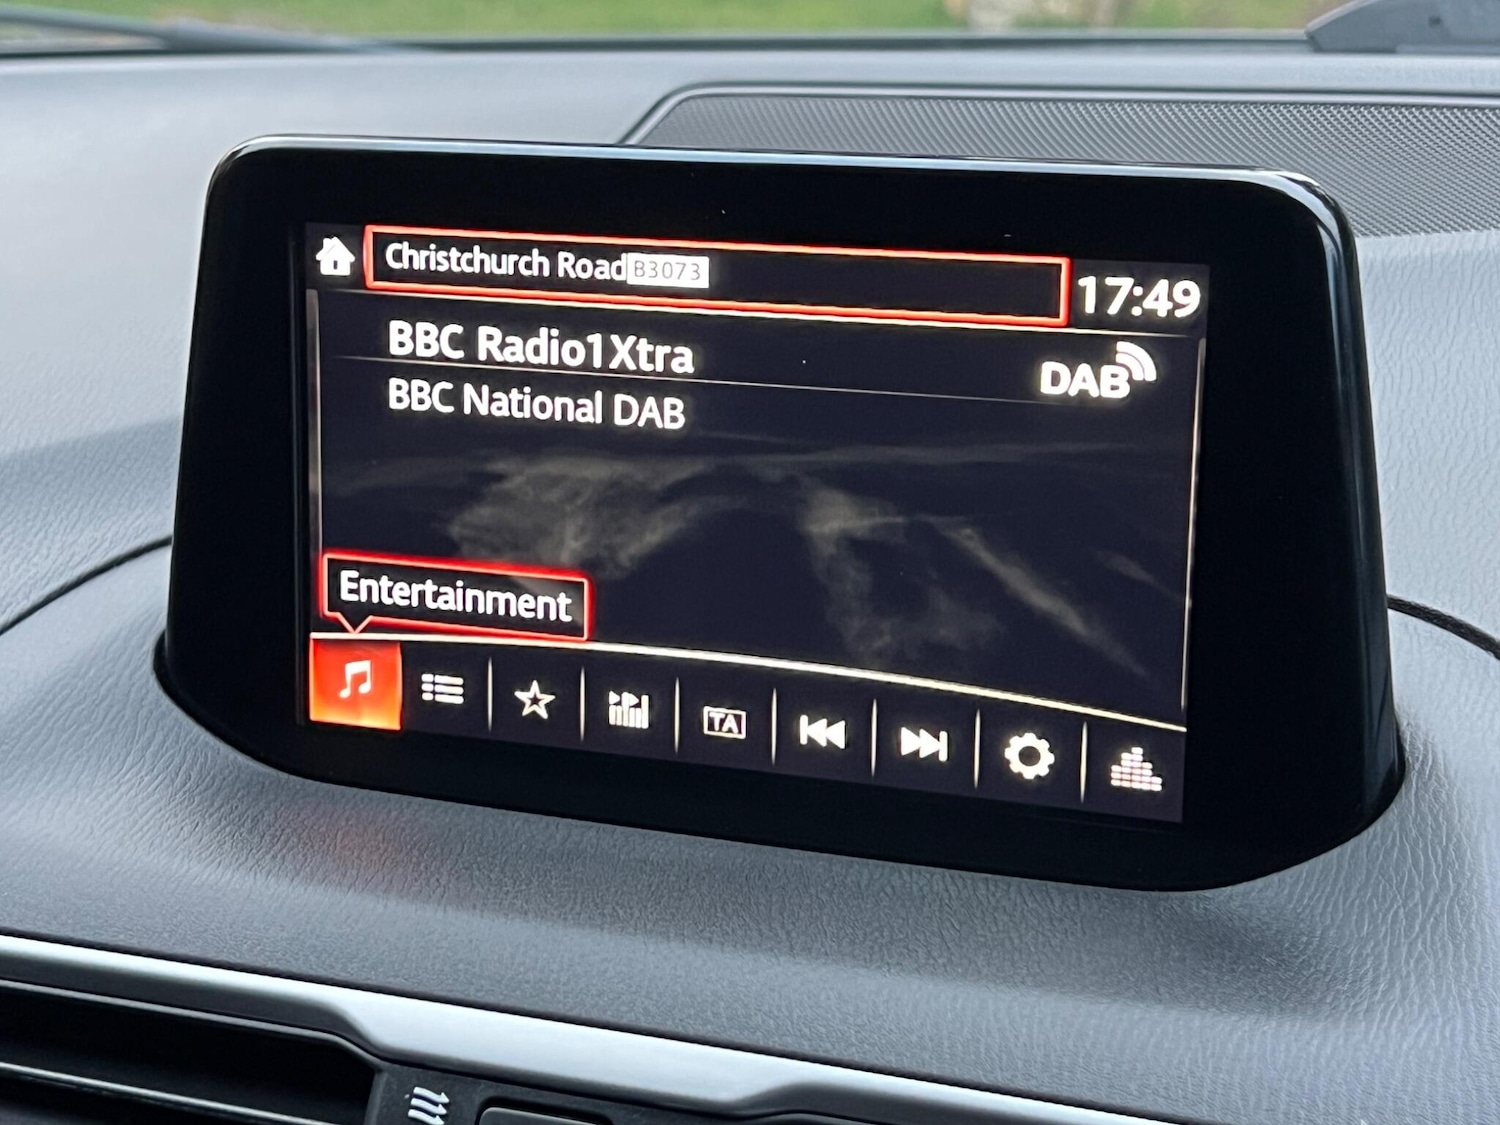 Christchurch Road B3073
17:49
BBC Radio1Xtra
DAB
BBC National DAB
Entertainment
TA